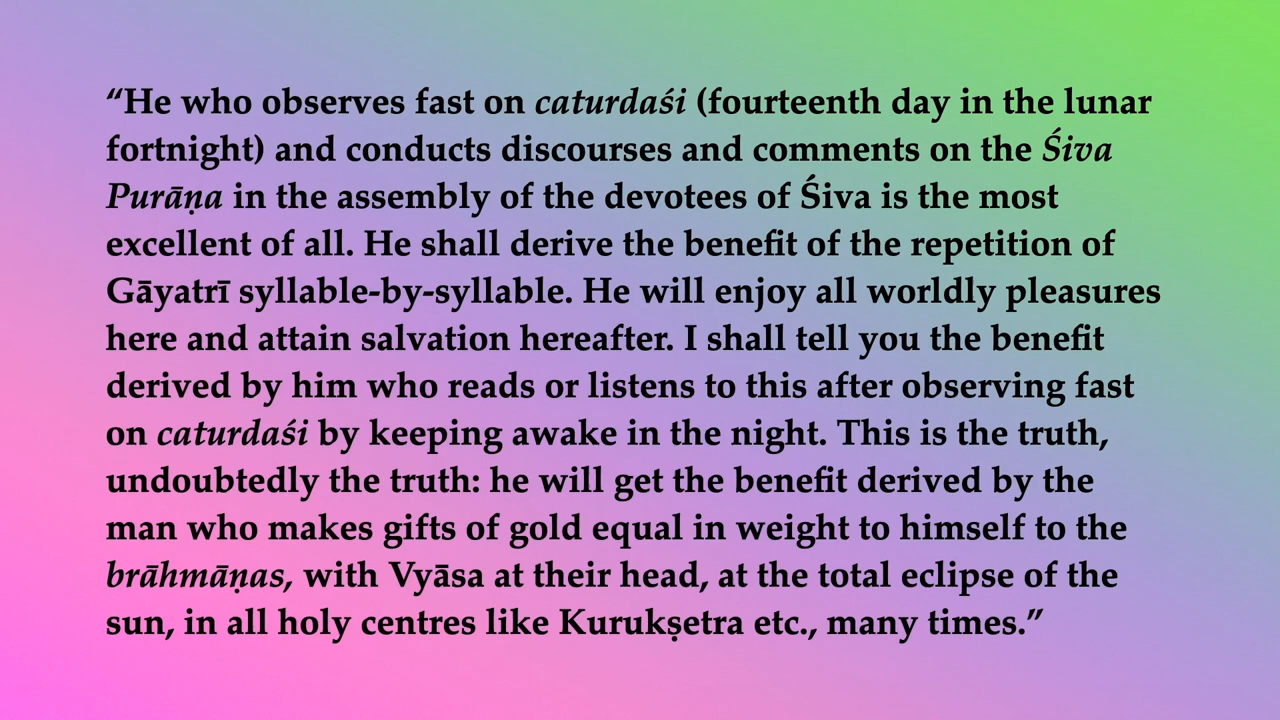 “He who observes fast on caturdaśi (fourteenth day in the lunar
fortnight) and conducts discourses and comments on the Śiva
Purāṇa in the assembly of the devotees of Śiva is the most
excellent of all. He shall derive the benefit of the repetition of
Gāyatrī syllable-by-syllable. He will enjoy all worldly pleasures
here and attain salvation hereafter. I shall tell you the benefit
derived by him who reads or listens to this after observing fast
on caturdaśi by keeping awake in the night. This is the truth,
undoubtedly the truth: he will get the benefit derived by the
man who makes gifts of gold equal in weight to himself to the
brāhmāṇas, with Vyāsa at their head, at the total eclipse of the
sun, in all holy centres like Kurukṣetra etc., many times.”